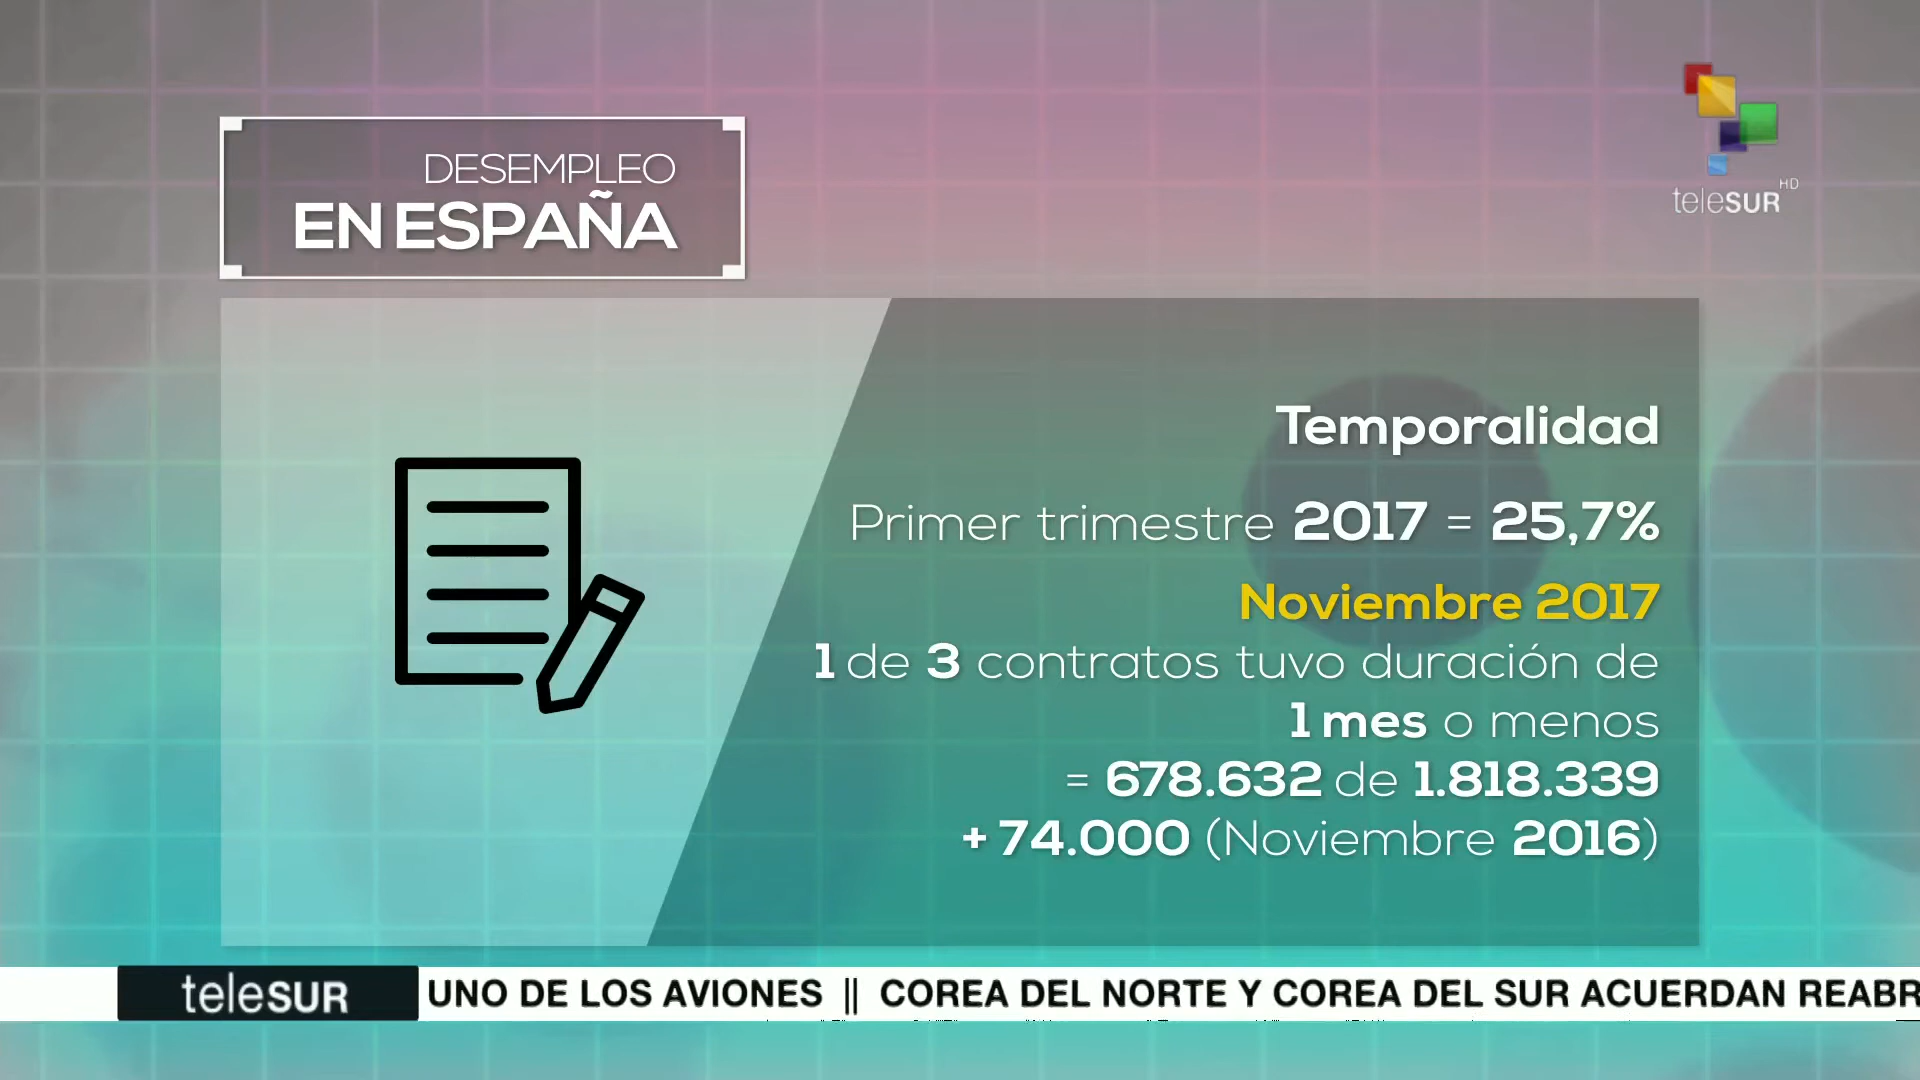 DESEMPLEO
EN ESPAÑA
teleSUR HD
Temporalidad
Primer trimestre 2017 = 25,7%
Noviembre 2017
1 de 3 contratos tuvo duración de
1 mes o menos
= 678.632 de 1.818.339
+ 74.000 (Noviembre 2016)
teleSUR UNO DE LOS AVIONES || COREA DEL NORTE Y COREA DEL SUR ACUERDAN REABR